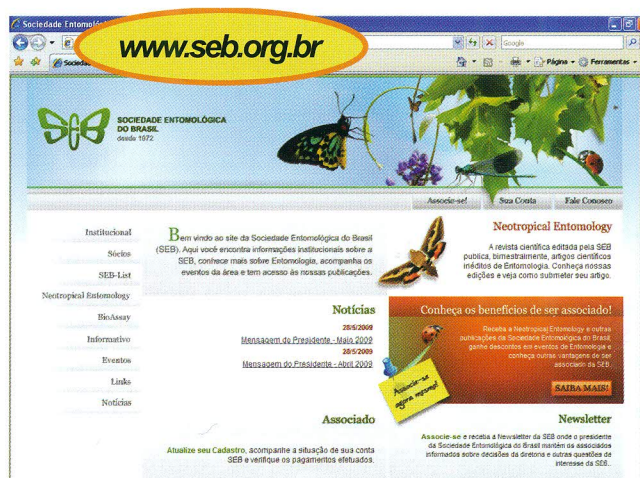 Sociedade Entomoló
www.seb.org.br
Google
Página
Ferramentas
SEB
SOCIEDADE ENTOMOLÓGICA
DO BRASIL
desde 1972
Associe-se!
Sua Conta
Fale Conosco
Institucional
Sócios
SEB-List
Neotropical Entomology
BioAssay
Informativo
Eventos
Links
Notícias
Bem vindo ao site da Sociedade Entomológica do Brasil
(SEB). Aqui você encontra informações institucionais sobre a
SEB, conhece mais sobre Entomologia, acompanha os
eventos da área e tem acesso às nossas publicações.
Neotropical Entomology
A revista científica editada pela SEB
publica, bimestralmente, artigos científicos
inéditos de Entomologia. Conheça nossas
edições e veja como submeter seu artigo.
Notícias
28/5/2009
Mensagem do Presidente - Maio 2009
28/5/2009
Mensagem do Presidente - Abril 2009
Conheça os benefícios de ser associado!
Receba a Neotropical Entomology e outras
publicações da Sociedade Entomológica do Brasil,
ganhe descontos em eventos de Entomologia e
conheça outras vantagens de ser
associado da SEB.
SAIBA MAIS!
Associe-se
agora mesmo!
Associado
Atualize seu Cadastro, acompanhe a situação de sua conta
SEB e verifique os pagamentos efetuados.
Newsletter
Associe-se e receba a Newsletter da SEB onde o presidente
da Sociedade Entomológica do Brasil mantém os associados
informados sobre decisões da diretoria e outras questões de
interesse da SEB.